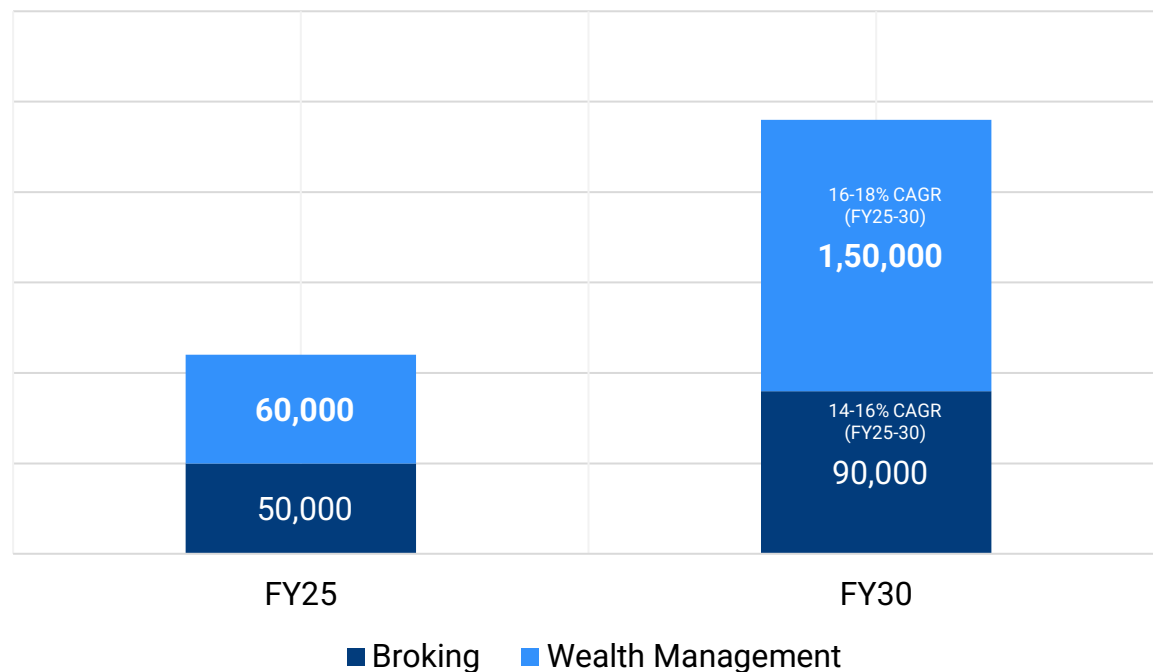 16-18% CAGR
(FY25-30)
1,50,000
60,000
14-16% CAGR
(FY25-30)
90,000
50,000
FY25
FY30
Broking
Wealth Management